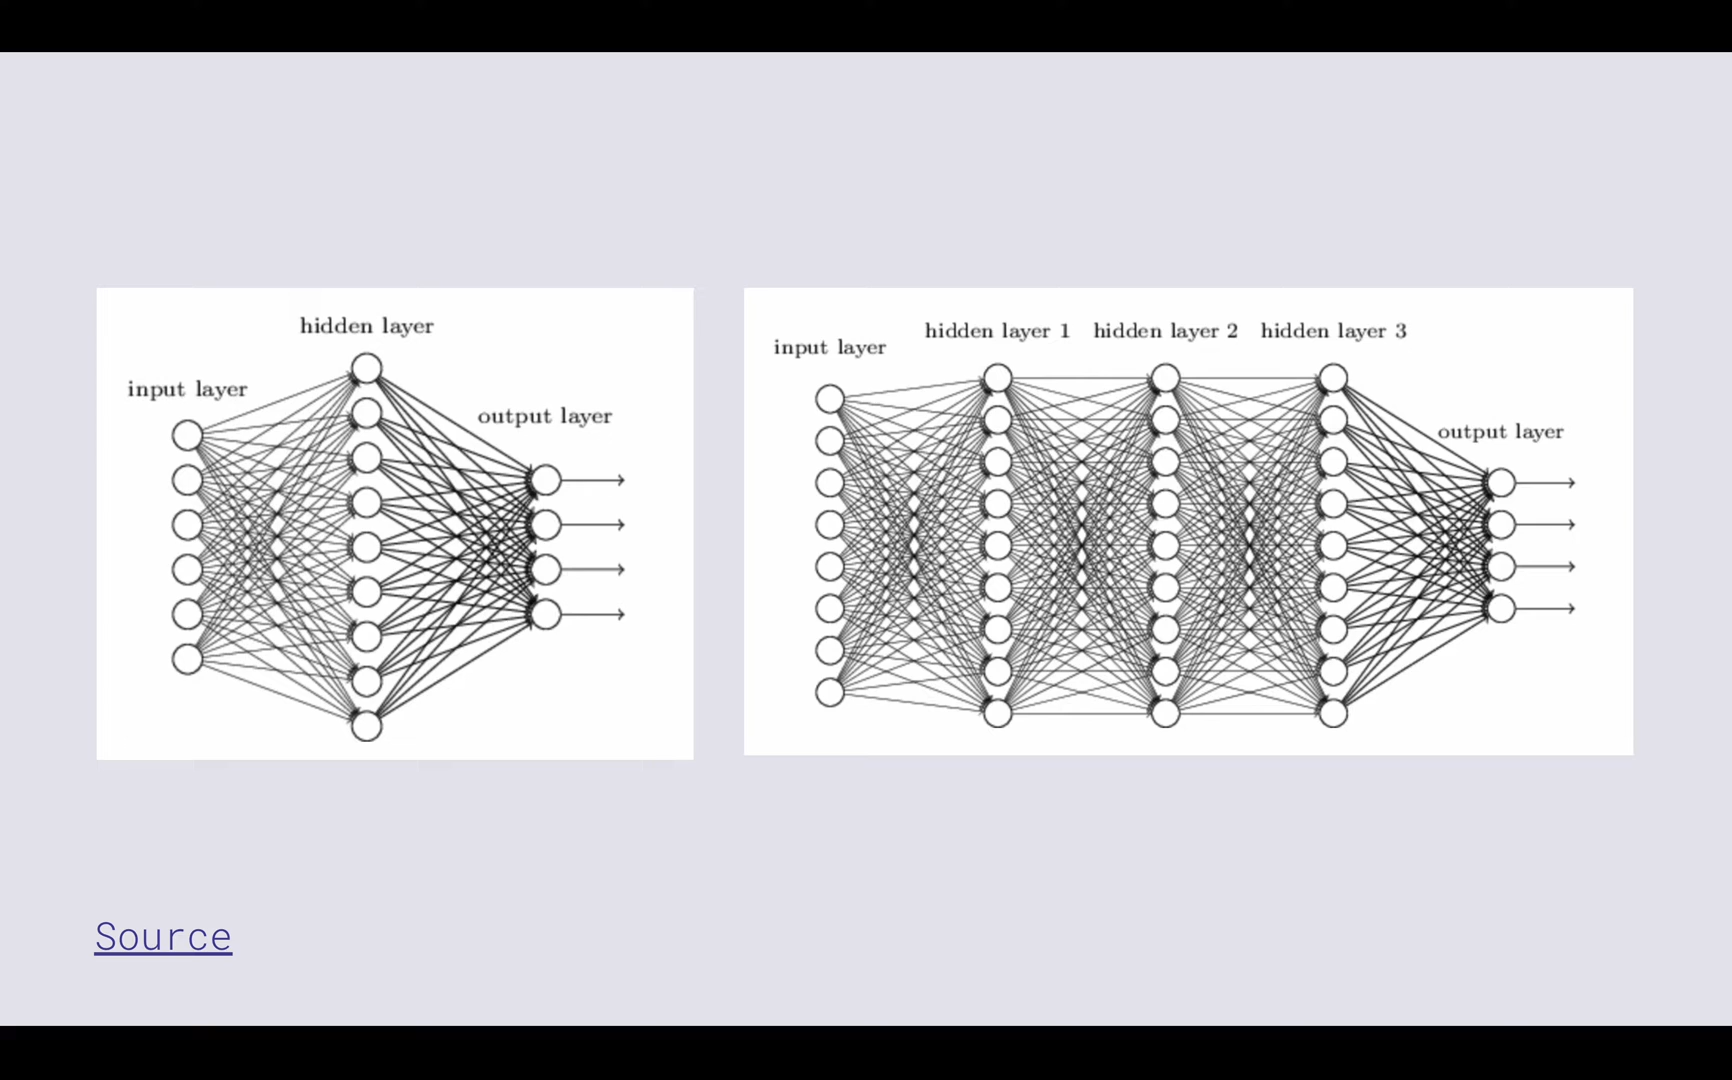 hidden layer
input layer
output layer
hidden layer 1 hidden layer 2 hidden layer 3
input layer
output layer
Source